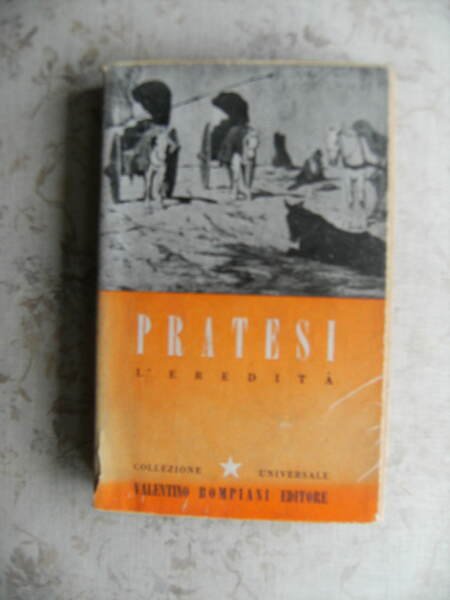 PRATESI
L'EREDITÀ
COLLEZIONE UNIVERSALE
VALENTINO BOMPIANI EDITORE